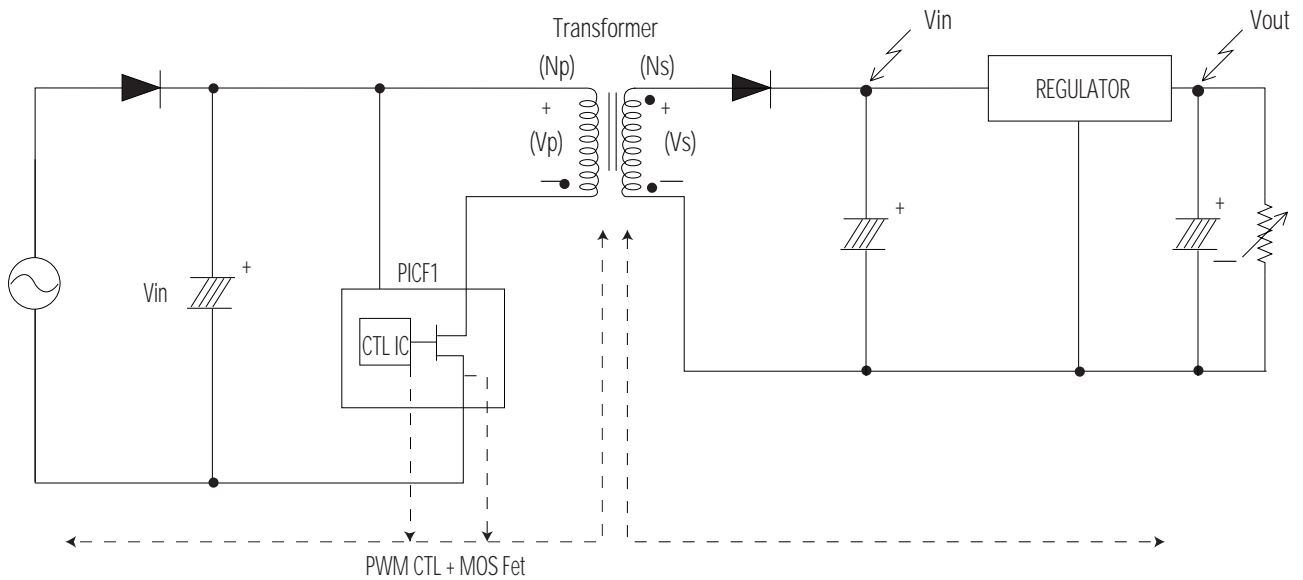 Transformer
Vin
Vout
(Np)
(Ns)
REGULATOR
+
+
(Vp)
(Vs)
—
—
+
+
PICF1
+
—
Vin
CTL IC
—
PWM CTL + MOS Fet